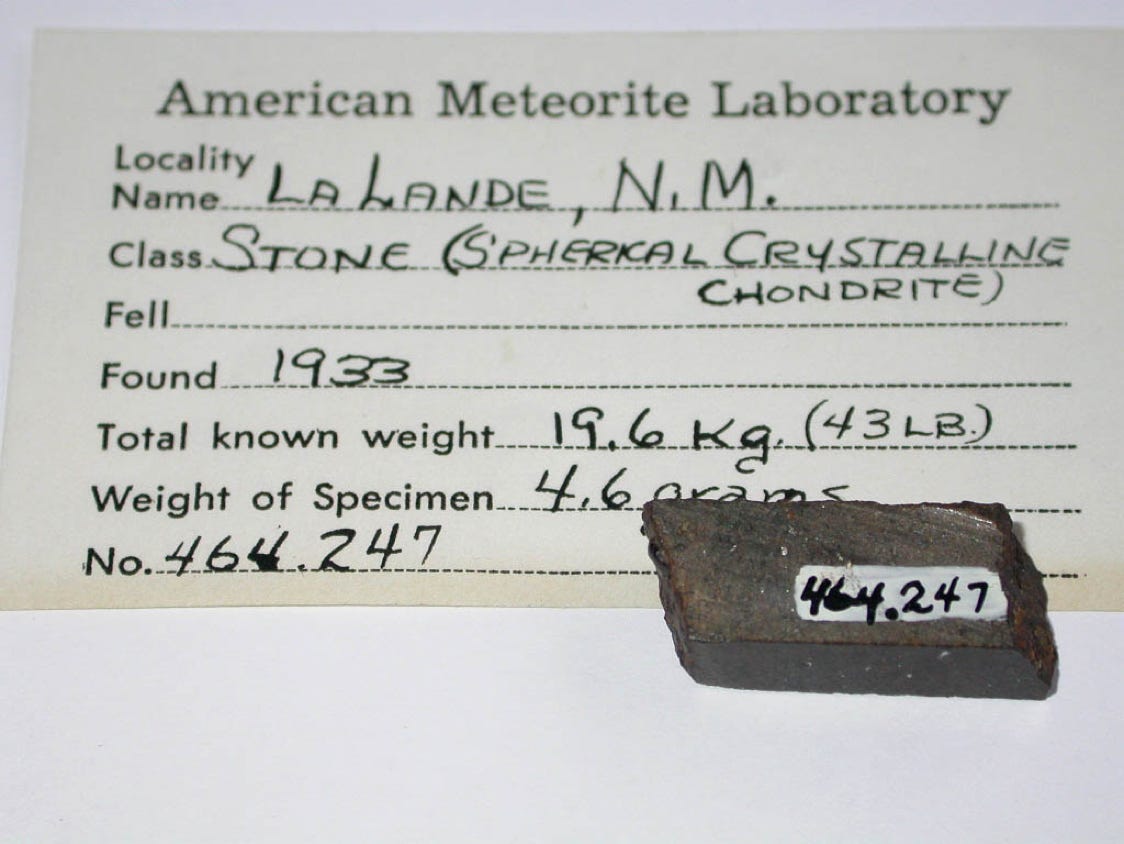 American Meteorite Laboratory
Locality
Name LA LANDE, N.M.
Class STONE (SPHERICAL CRYSTALLINE
CHONDRITE)
Fell
Found 1933
Total known weight 19.6 Kg. (43 LB.)
Weight of Specimen 4.6 grams
No. 464.247
464.247